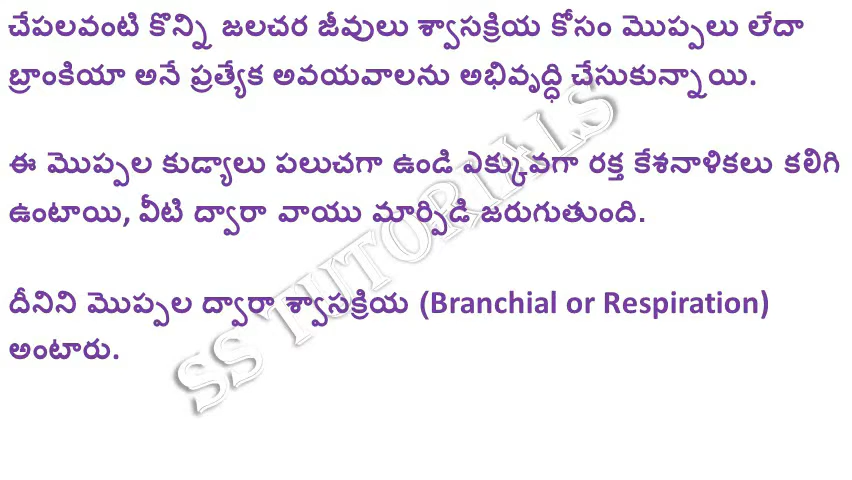 చేపలవంటి కొన్ని జలచర జీవులు శ్వాసక్రియ కోసం మొప్పలు లేదా
బ్రాంకియా అనే ప్రత్యేక అవయవాలను అభివృద్ధి చేసుకున్నాయి.
ఈ మొప్పల కుడ్యాలు పలుచగా ఉండి ఎక్కువగా రక్త కేశనాళికలు కలిగి
ఉంటాయి, వీటి ద్వారా వాయు మార్పిడి జరుగుతుంది.
దీనిని మొప్పల ద్వారా శ్వాసక్రియ (Branchial or Respiration)
అంటారు.
SS TUTORIALS